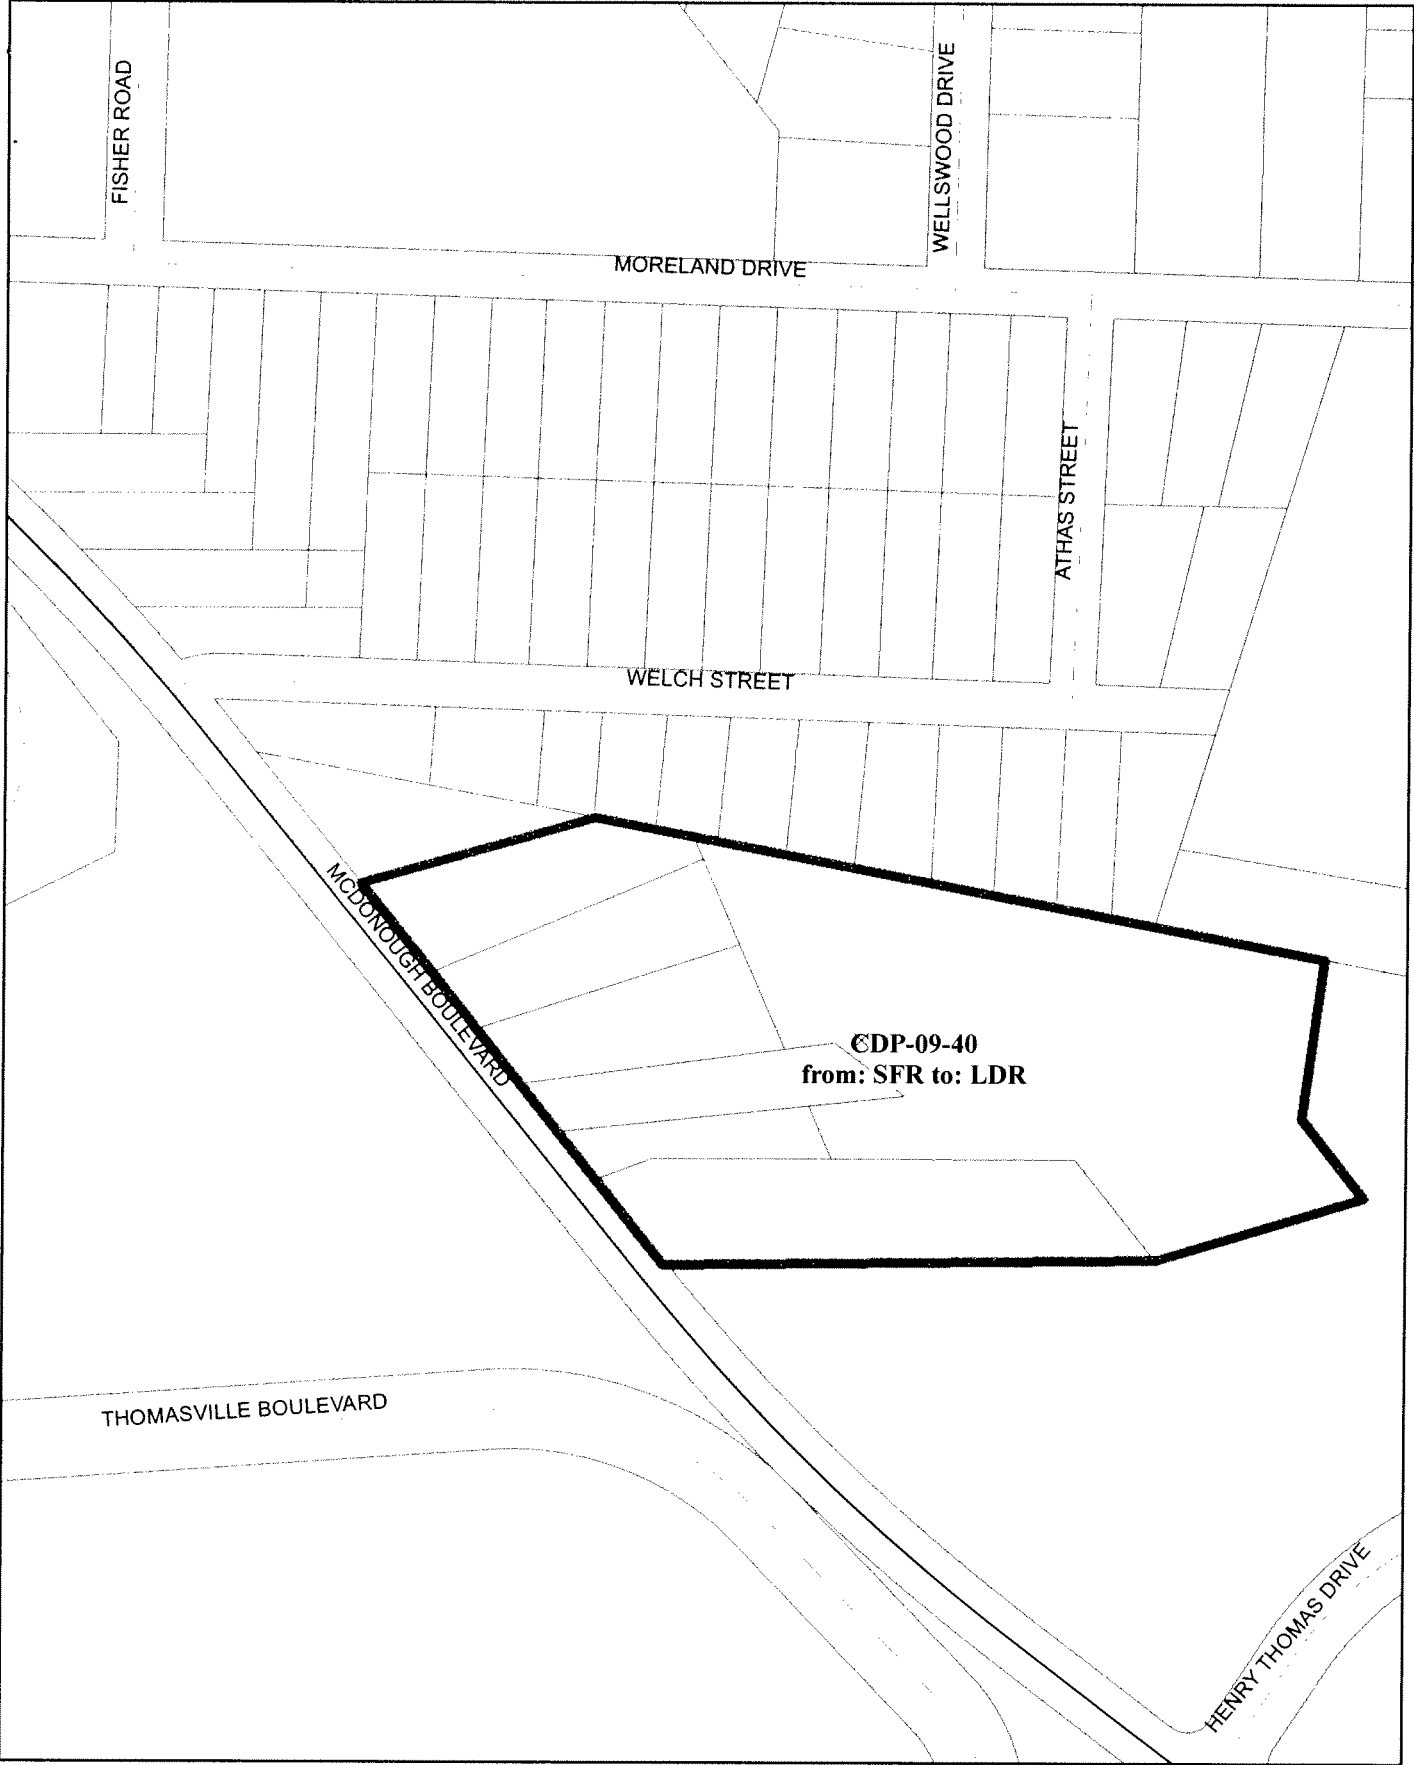 FISHER ROAD
WELLSWOOD DRIVE
MORELAND DRIVE
ATHAS STREET
WELCH STREET
MCDONOUGH BOULEVARD
CDP-09-40
from: SFR to: LDR
THOMASVILLE BOULEVARD
HENRY THOMAS DRIVE